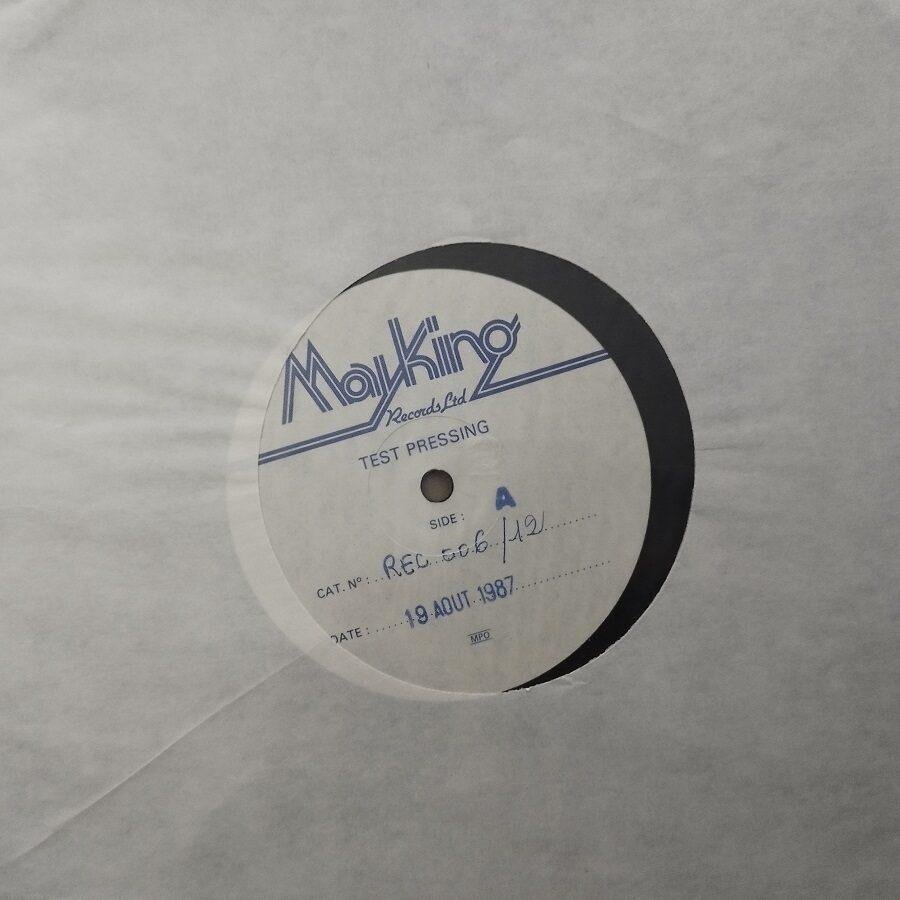 MayKing
Records Ltd
TEST PRESSING
SIDE: A
CAT. Nº: REC 506/12
DATE: 19 AOUT 1987
MPO